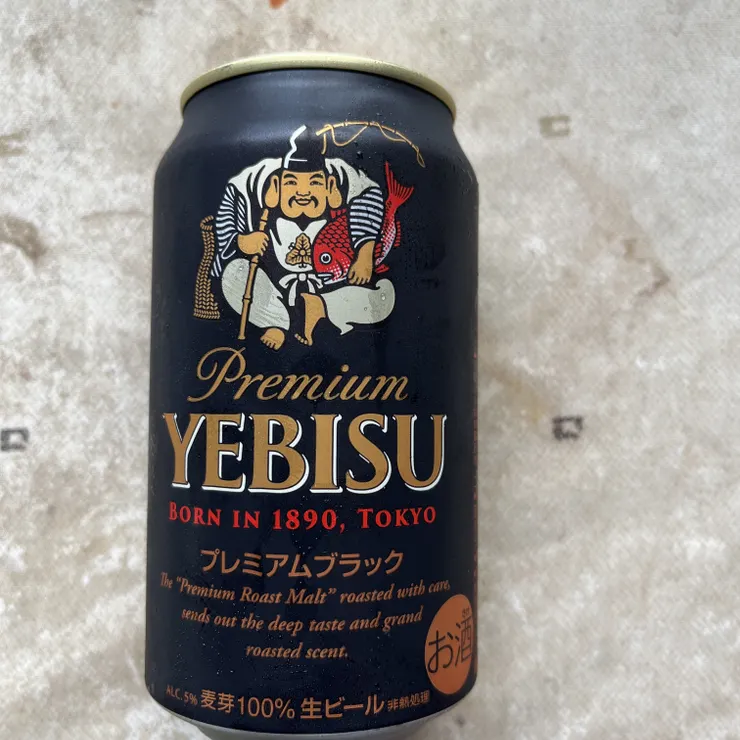 Premium
YEBISU
BORN IN 1890, TOKYO
プレミアムブラック
The "Premium Roast Malt" roasted with care,
sends out the deep taste and grand
roasted scent.
お酒
ALC. 5% 麦芽100% 生ビール 非熱処理